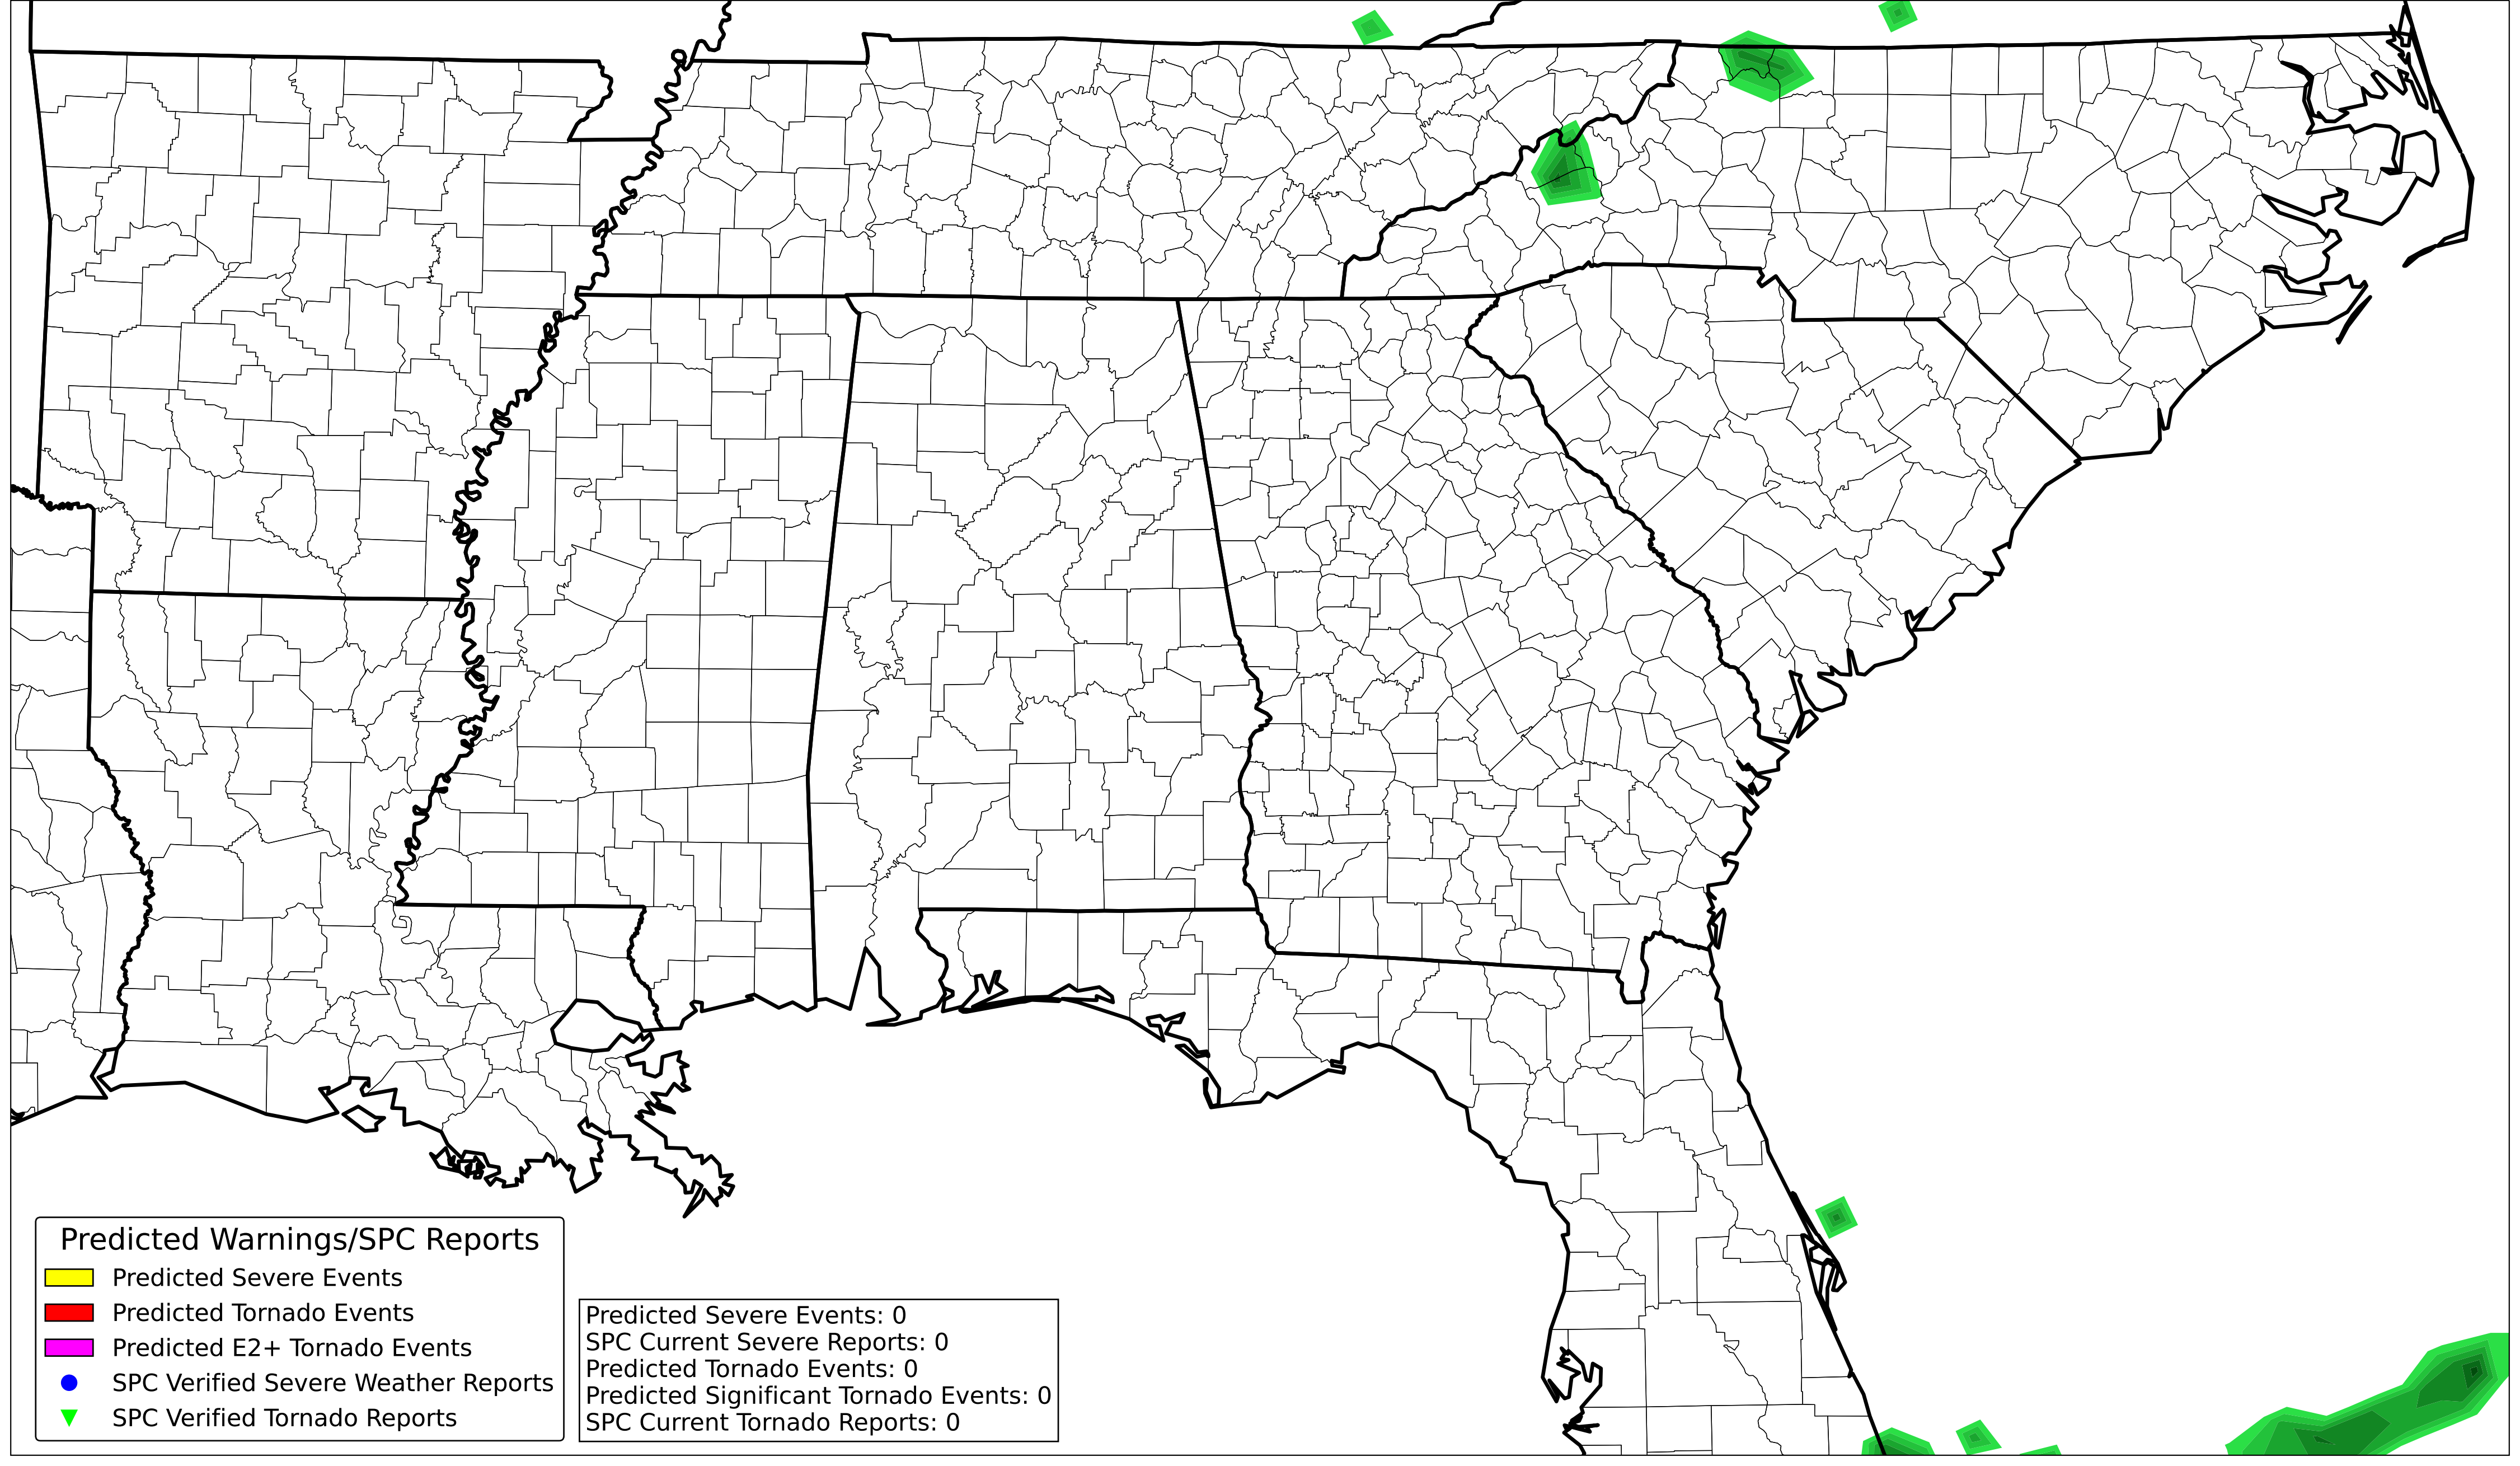 Predicted Warnings/SPC Reports
Predicted Severe Events
Predicted Tornado Events
Predicted E2+ Tornado Events
SPC Verified Severe Weather Reports
SPC Verified Tornado Reports
Predicted Severe Events: 0
SPC Current Severe Reports: 0
Predicted Tornado Events: 0
Predicted Significant Tornado Events: 0
SPC Current Tornado Reports: 0